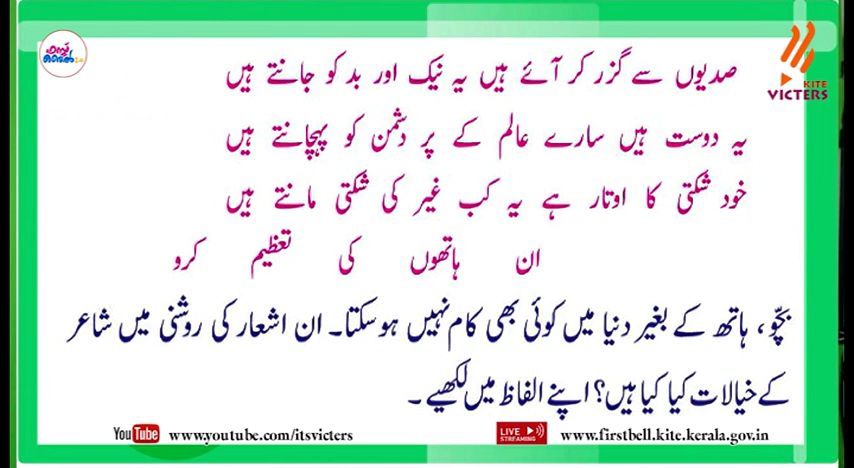 ഫസ്റ്റ് ബെൽ 2.0
KITE
VICTERS
صدیوں سے گزر کر آئے ہیں یہ نیک اور بد کو جانتے ہیں
یہ دوست ہیں سارے عالم کے پر دشمن کو پہچانتے ہیں
خود شکتی کا اوتار ہے یہ کب غیر کی شکتی مانتے ہیں
ان ہاتھوں کی تعظیم کرو
بچّو، ہاتھ کے بغیر دنیا میں کوئی بھی کام نہیں ہوسکتا۔ ان اشعار کی روشنی میں شاعر
کے خیالات کیا کیا ہیں؟ اپنے الفاظ میں لکھیے۔
YouTube www.youtube.com/itsvicters
LIVE STREAMING www.firstbell.kite.kerala.gov.in